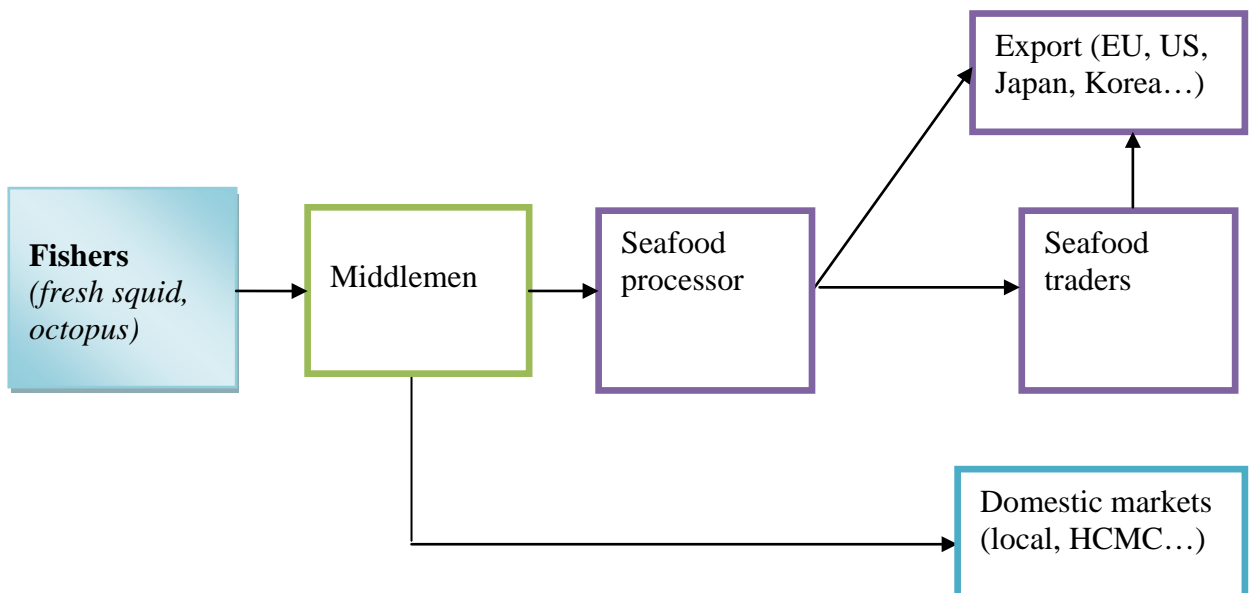 Export (EU, US,
Japan, Korea…)
Fishers
(fresh squid,
octopus)
Middlemen
Seafood
processor
Seafood
traders
Domestic markets
(local, HCMC…)